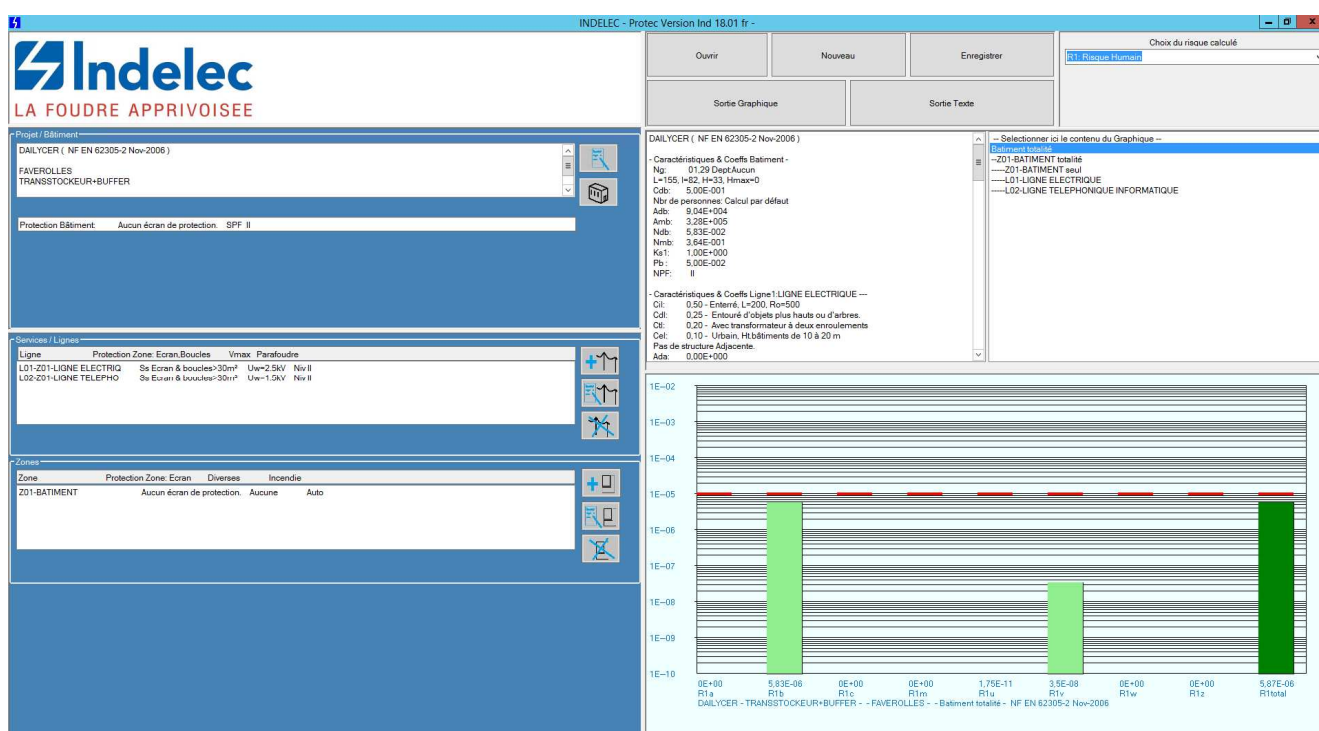 INDELEC - Protec Version Ind 18.01 fr -
Indelec
LA FOUDRE APPRIVOISEE
Ouvrir
Nouveau
Enregistrer
Sortie Graphique
Sortie Texte
Choix du risque calculé
R1: Risque Humain
Projet / Bâtiment
DAILYCER ( NF EN 62305-2 Nov-2006 )
FAVEROLLES
TRANSSTOCKEUR+BUFFER
Protection Bâtiment: Aucun écran de protection. SPF II
Services / Lignes
Ligne Protection Zone: Ecran,Boucles Vmax Parafoudre
L01-Z01-LIGNE ELECTRIQ Ss Ecran & boucles>30m² Uw=2.5kV Niv II
L02-Z01-LIGNE TELEPHO Ss Ecran & boucles>30m² Uw=1.5kV Niv II
Zones
Zone Protection Zone: Ecran Diverses Incendie
Z01-BATIMENT Aucun écran de protection. Aucune Auto
DAILYCER ( NF EN 62305-2 Nov-2006 )
- Caractéristiques & Coeffs Batiment -
Ng: 01,29 Dept:Aucun
L=155, l=82, H=33, Hmax=0
Cdb: 5,00E-001
Nbr de personnes: Calcul par défaut
Adb: 9,04E+004
Amb: 3,28E+005
Ndb: 5,83E-002
Nmb: 3,64E-001
Ks1: 1,00E+000
Pb : 5,00E-002
NPF: II
- Caractéristiques & Coeffs Ligne1:LIGNE ELECTRIQUE ---
Cil: 0,50 - Enterré, L=200, Ro=500
Cdl: 0,25 - Entouré d'objets plus hauts ou d'arbres.
Ctl: 0,20 - Avec transformateur à deux enroulements
Cel: 0,10 - Urbain, Ht.bâtiments de 10 à 20 m
Pas de structure Adjacente.
Ada: 0,00E+000
-- Selectionner ici le contenu du Graphique --
Batiment totalité
--Z01-BATIMENT totalité
-----Z01-BATIMENT seul
-----L01-LIGNE ELECTRIQUE
-----L02-LIGNE TELEPHONIQUE INFORMATIQUE
1E-02
1E-03
1E-04
1E-05
1E-06
1E-07
1E-08
1E-09
1E-10
0E+00 5,83E-06 0E+00 0E+00 1,75E-11 3,5E-08 0E+00 0E+00 5,87E-06
R1a R1b R1c R1m R1u R1v R1w R1z R1total
DAILYCER - TRANSSTOCKEUR+BUFFER - - FAVEROLLES - - Batiment totalité - NF EN 62305-2 Nov-2006